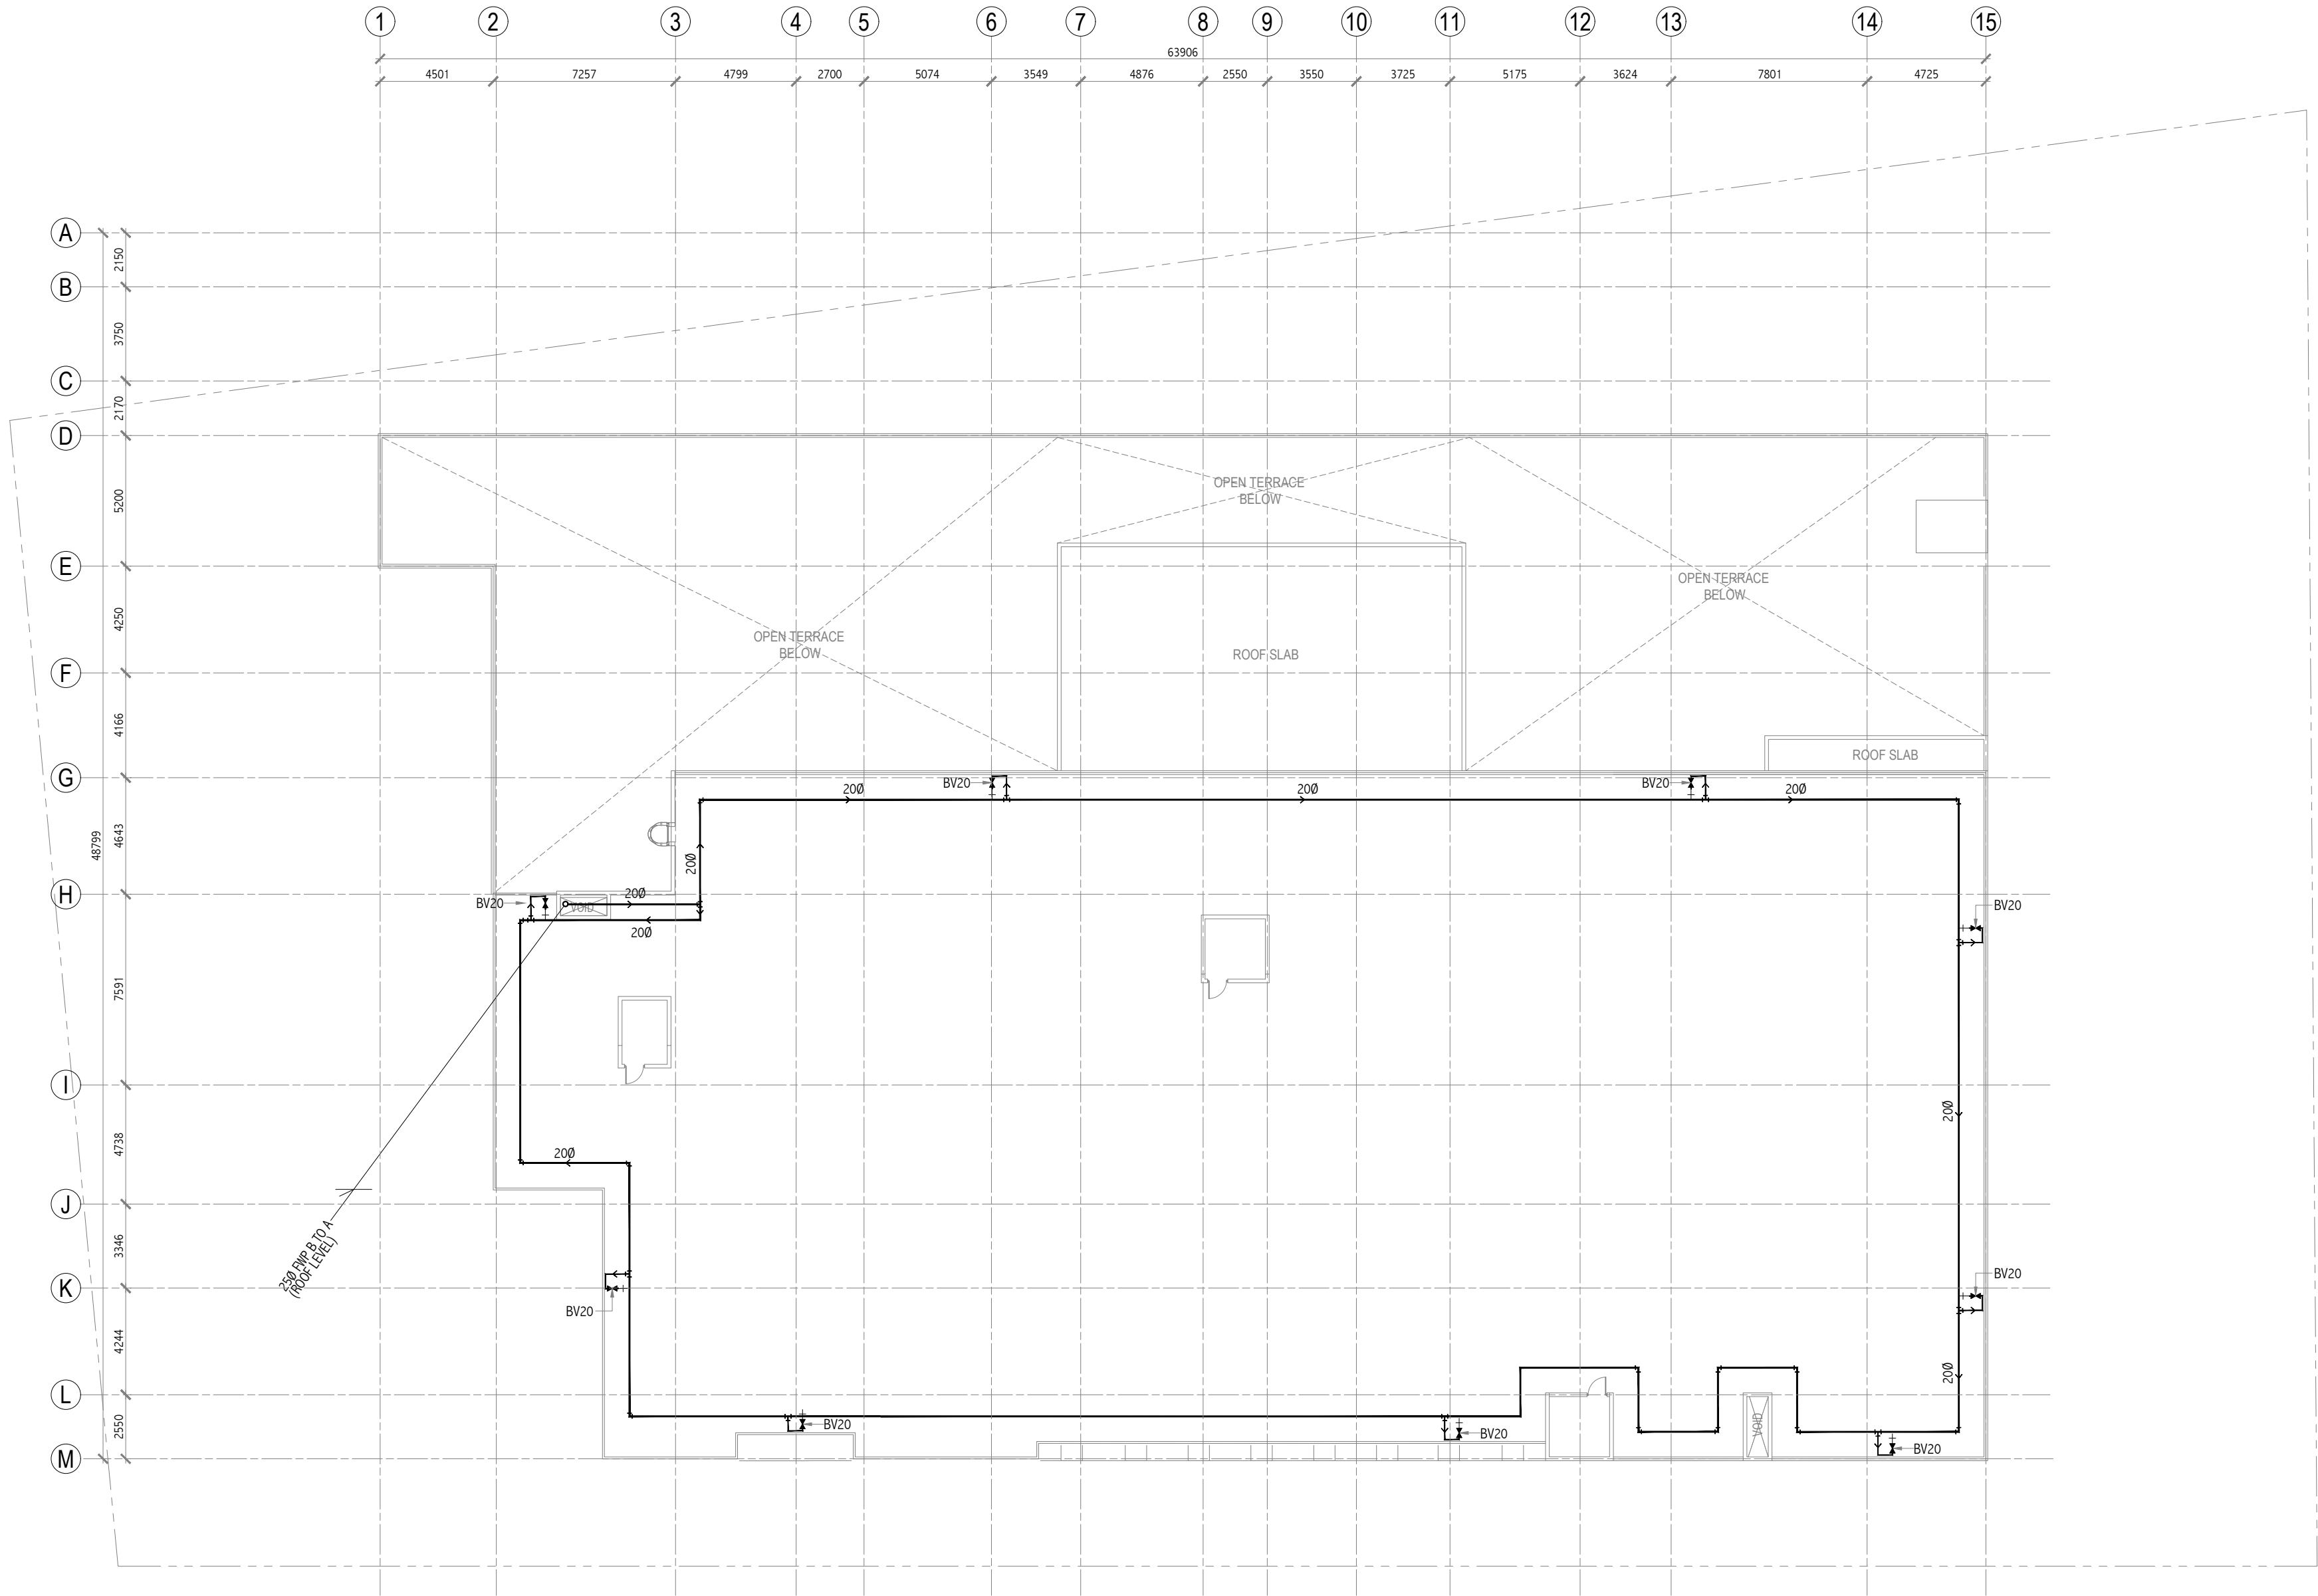 1 2 3 4 5 6 7 8 9 10 11 12 13 14 15
63906
4501 7257 4799 2700 5074 3549 4876 2550 3550 3725 5175 3624 7801 4725
A
2150
B
3750
C
2170
D
5200
OPEN TERRACE
BELOW
E
OPEN TERRACE
BELOW
4250
OPEN TERRACE
BELOW
ROOF SLAB
F
4166
ROOF SLAB
G
BV20
BV20
200
200
200
48799
4643
200
H
200
BV20
VOID
BV20
200
7591
I
200
4738
200
J
250 FWP B TO A
(ROOF LEVEL)
3346
BV20
K
BV20
4244
200
L
2550
BV20
BV20
VOID
BV20
M